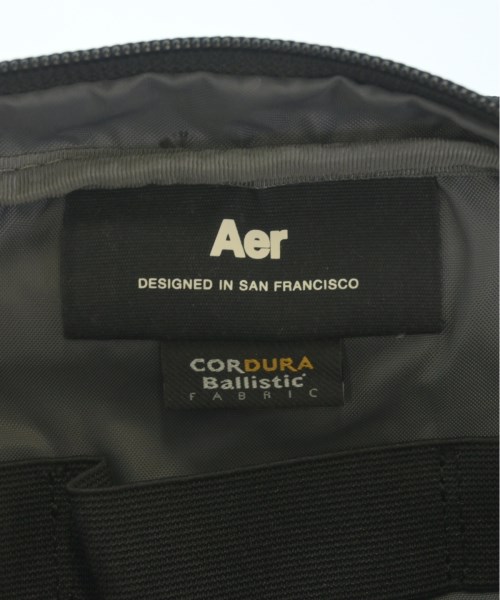 Aer
DESIGNED IN SAN FRANCISCO
CORDURA
Ballistic®
FABRIC